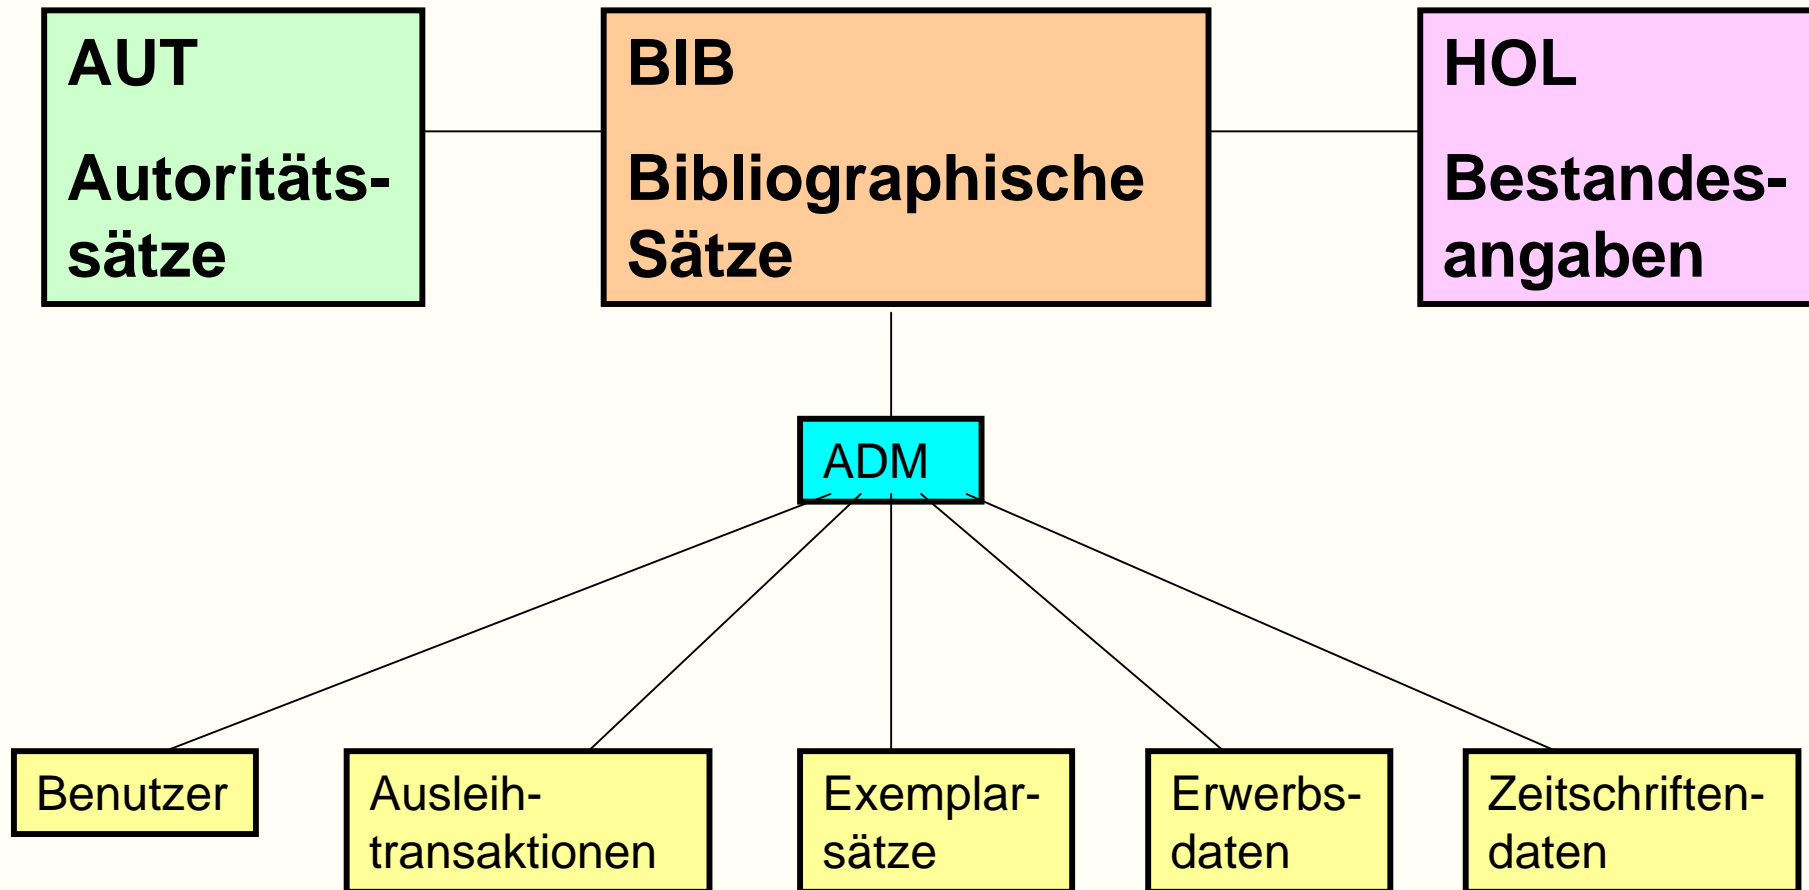 AUT
Autoritäts-
sätze
BIB
Bibliographische
Sätze
HOL
Bestandes-
angaben
ADM
Benutzer
Ausleih-
transaktionen
Exemplar-
sätze
Erwerbs-
daten
Zeitschriften-
daten